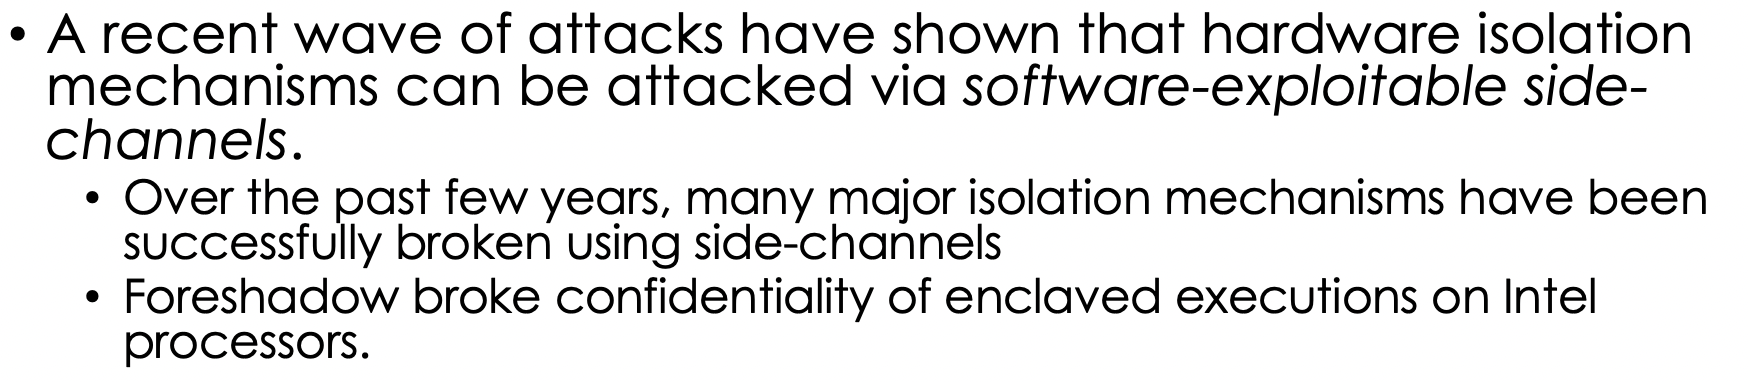 • A recent wave of attacks have shown that hardware isolation
mechanisms can be attacked via software-exploitable side-
channels.
• Over the past few years, many major isolation mechanisms have been
successfully broken using side-channels
• Foreshadow broke confidentiality of enclaved executions on Intel
processors.